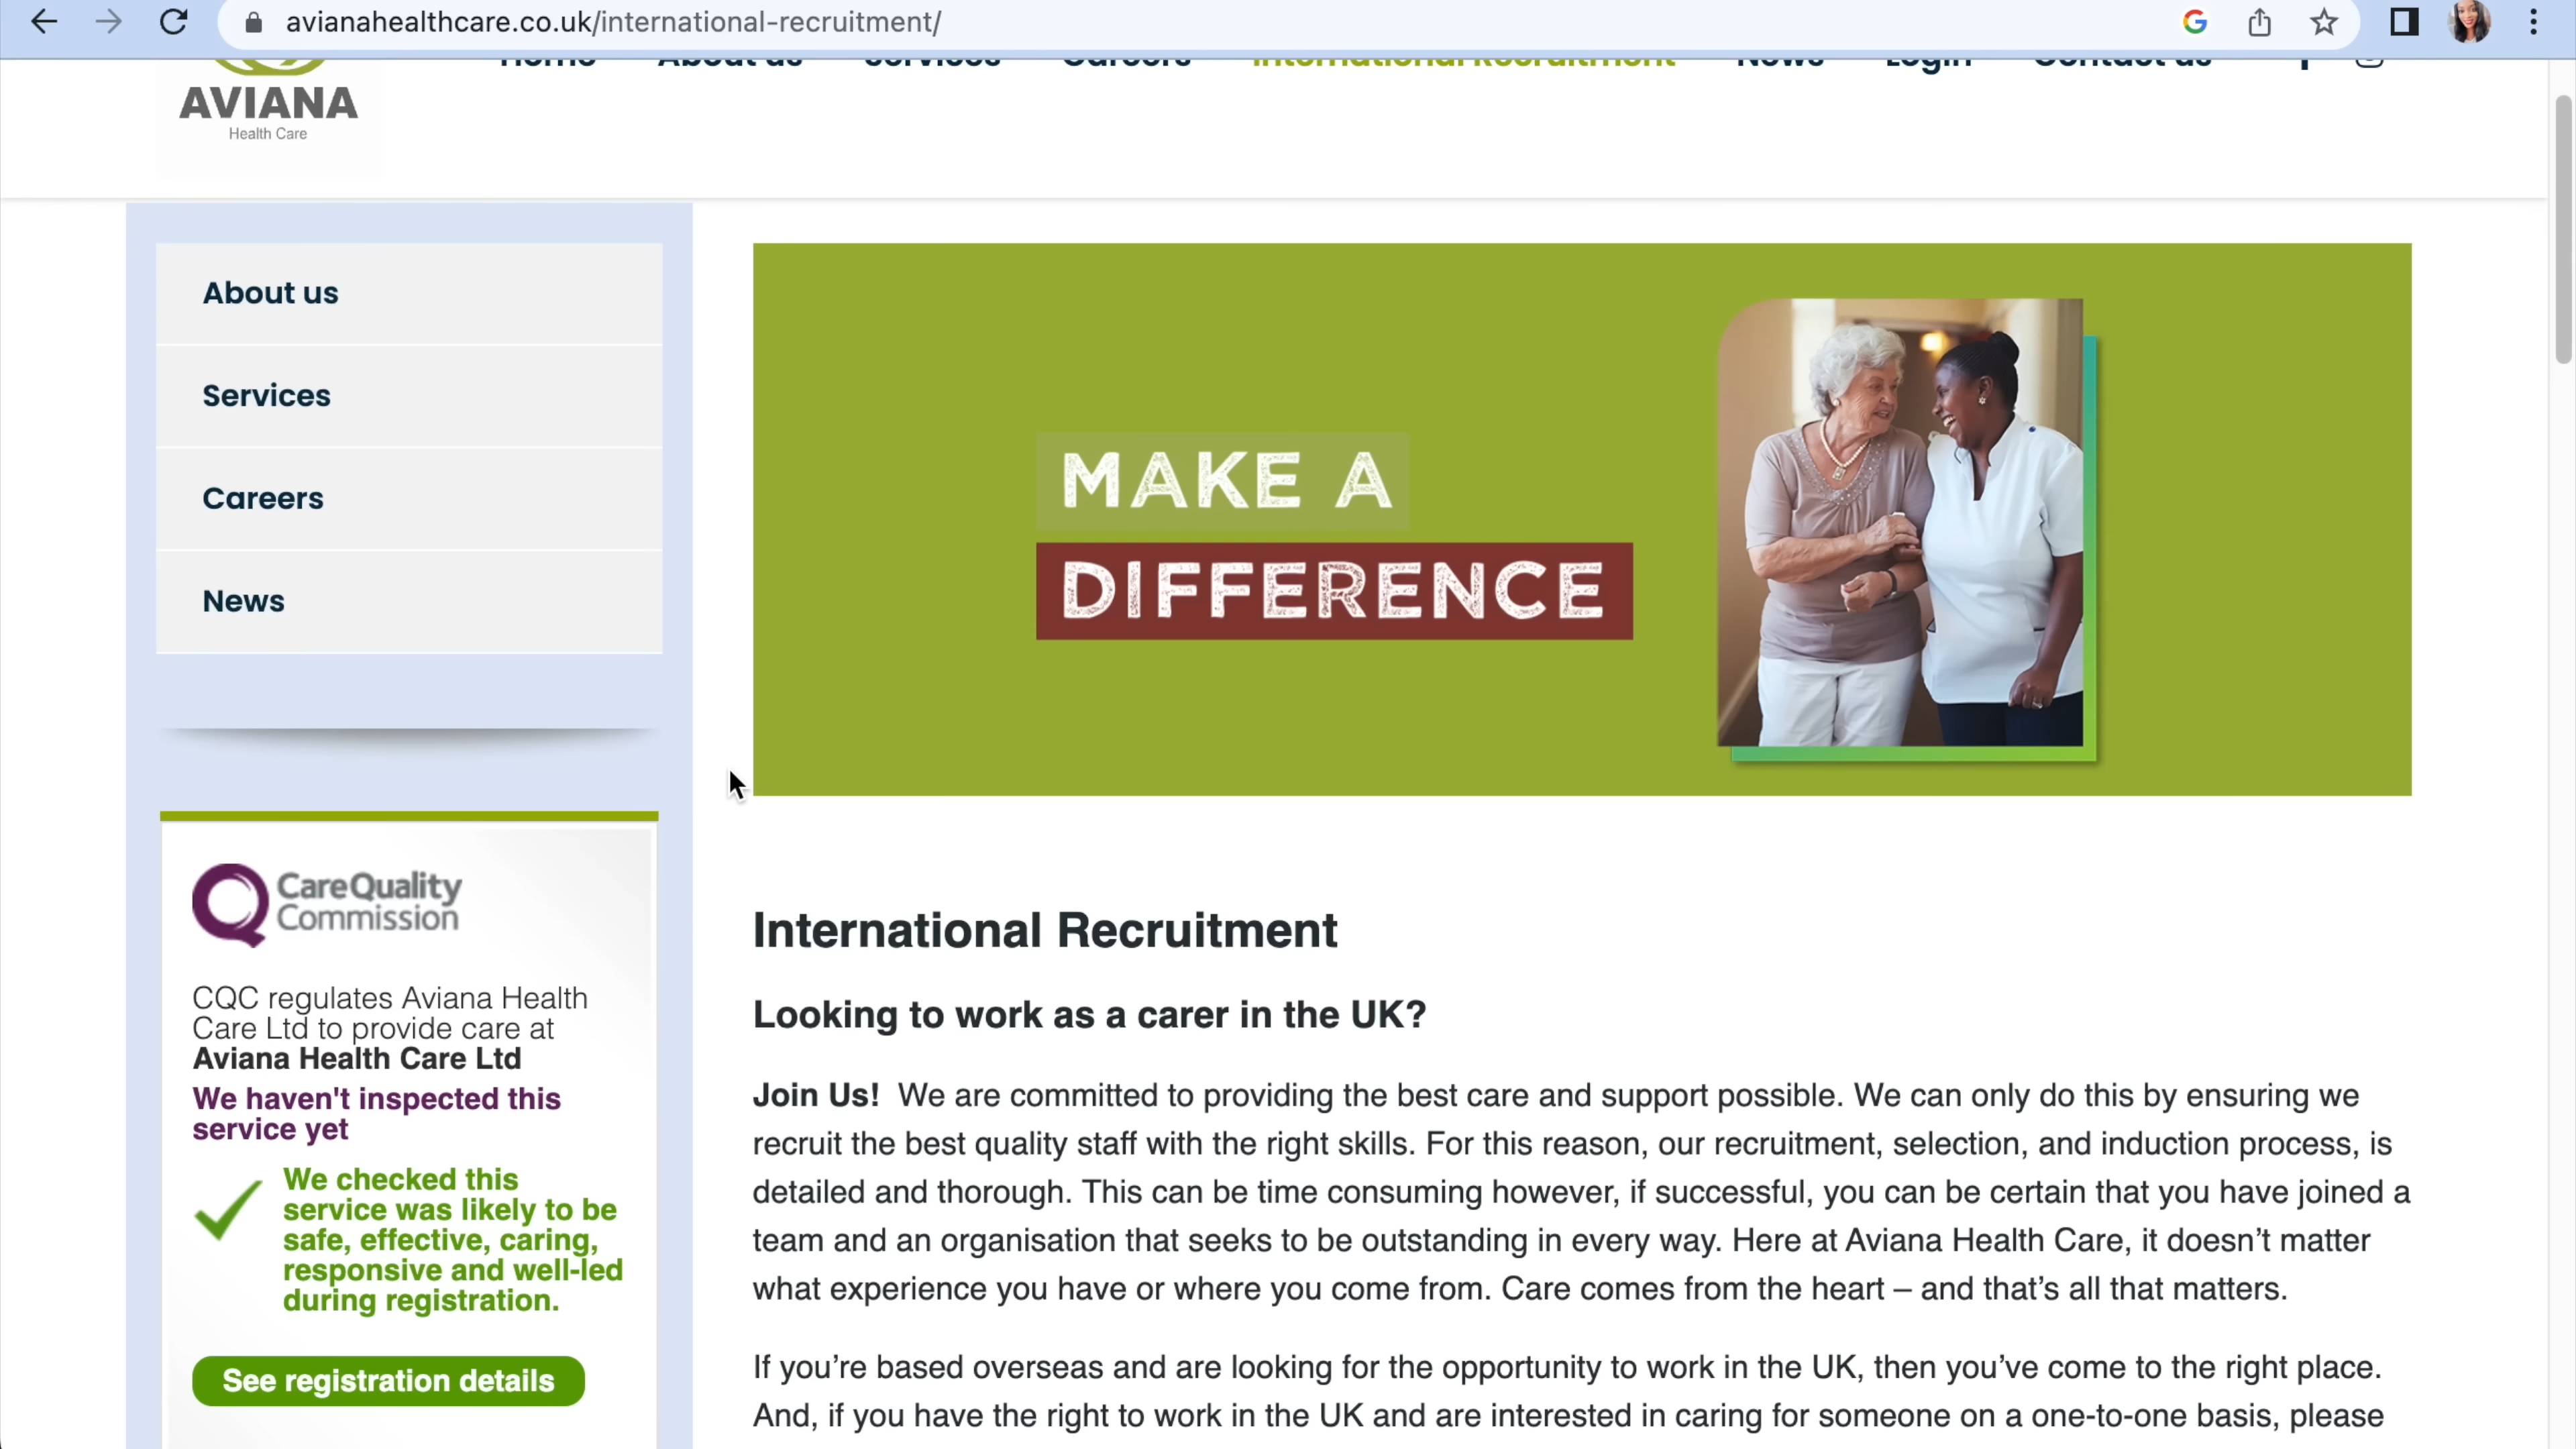 avianahealthcare.co.uk/international-recruitment/
Home About us Services Careers International Recruitment News Login Contact us
AVIANA
Health Care
About us
Services
Careers
News
MAKE A
DIFFERENCE
CareQuality
Commission
CQC regulates Aviana Health
Care Ltd to provide care at
Aviana Health Care Ltd
We haven't inspected this
service yet
We checked this
service was likely to be
safe, effective, caring,
responsive and well-led
during registration.
See registration details
International Recruitment
Looking to work as a carer in the UK?
Join Us! We are committed to providing the best care and support possible. We can only do this by ensuring we
recruit the best quality staff with the right skills. For this reason, our recruitment, selection, and induction process, is
detailed and thorough. This can be time consuming however, if successful, you can be certain that you have joined a
team and an organisation that seeks to be outstanding in every way. Here at Aviana Health Care, it doesn’t matter
what experience you have or where you come from. Care comes from the heart – and that’s all that matters.
If you’re based overseas and are looking for the opportunity to work in the UK, then you’ve come to the right place.
And, if you have the right to work in the UK and are interested in caring for someone on a one-to-one basis, please